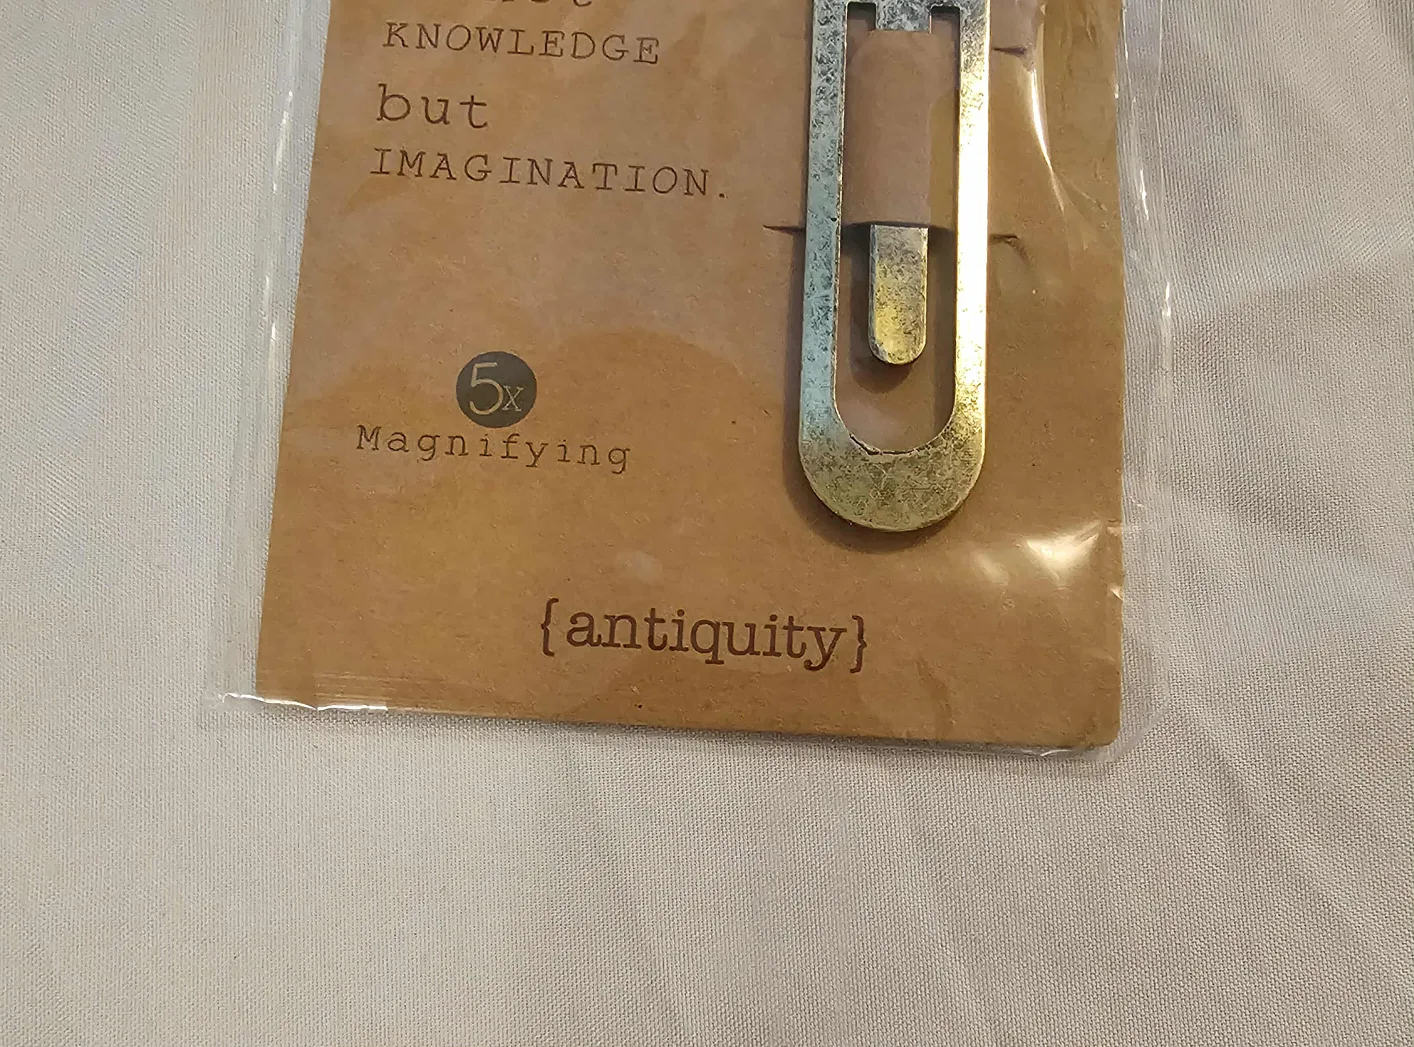 KNOWLEDGE
but
IMAGINATION.
5x
Magnifying
{antiquity}